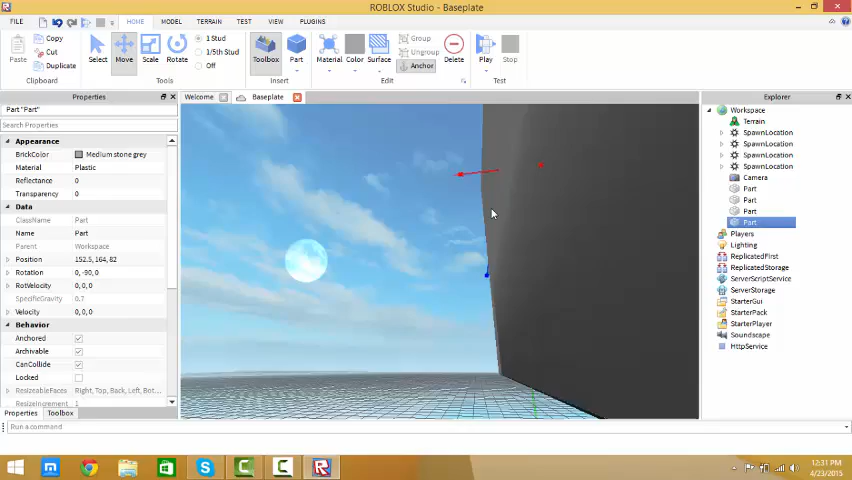 ROBLOX Studio - Baseplate
FILE HOME MODEL TERRAIN TEST VIEW PLUGINS
Paste Copy Cut Duplicate
Select Move Scale Rotate
1 Stud
1/5th Stud
Off
Toolbox Part
Material Color Surface
Group
Ungroup
Anchor
Delete
Play Stop
Clipboard Tools Insert Edit Test
Properties
Part "Part"
Search Properties
Appearance
BrickColor Medium stone grey
Material Plastic
Reflectance 0
Transparency 0
Data
ClassName Part
Name Part
Parent Workspace
Position 152.5, 164, 82
Rotation 0, -90, 0
RotVelocity 0, 0, 0
SpecificGravity 0.7
Velocity 0, 0, 0
Behavior
Anchored
Archivable
CanCollide
Locked
ResizeableFaces Right, Top, Back, Left, Bot...
ResizeIncrement 1
Properties Toolbox
Welcome Baseplate
Explorer
Workspace
Terrain
SpawnLocation
SpawnLocation
SpawnLocation
SpawnLocation
Camera
Part
Part
Part
Part
Players
Lighting
ReplicatedFirst
ReplicatedStorage
ServerScriptService
ServerStorage
StarterGui
StarterPack
StarterPlayer
Soundscape
HttpService
Run a command
12:31 PM
4/23/2015